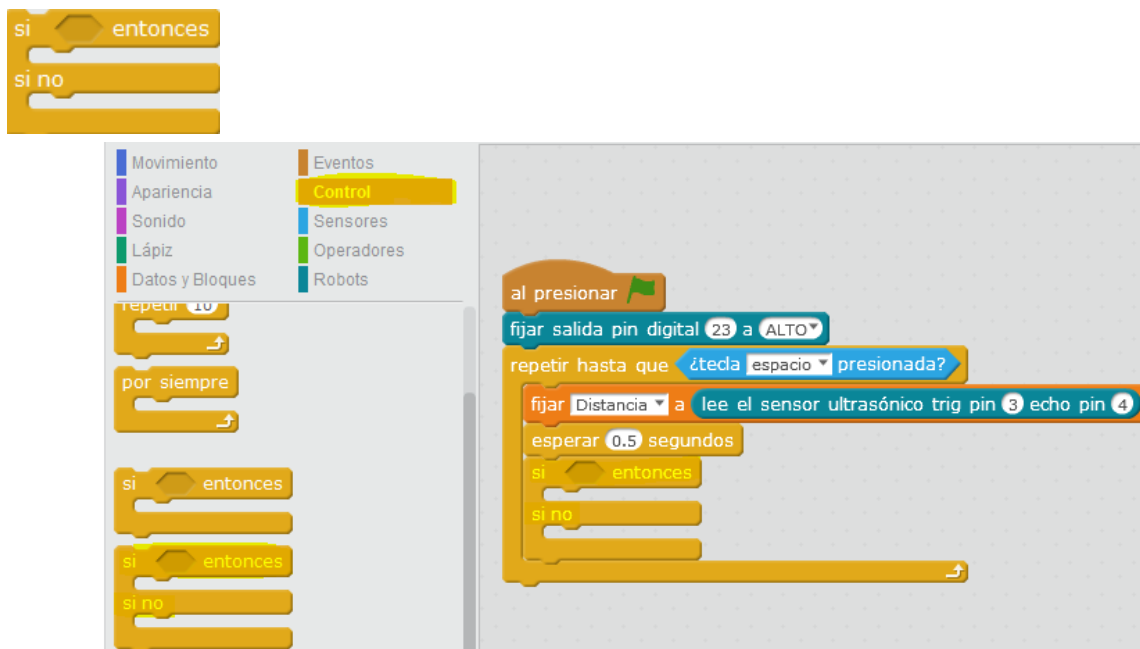 si entonces
si no
Movimiento
Eventos
Apariencia
Control
Sonido
Sensores
Lápiz
Operadores
Datos y Bloques
Robots
repetir 10
por siempre
si entonces
si entonces
si no
al presionar
fijar salida pin digital 23 a ALTO
repetir hasta que ¿tecla espacio presionada?
fijar Distancia a lee el sensor ultrasónico trig pin 3 echo pin 4
esperar 0.5 segundos
si entonces
si no